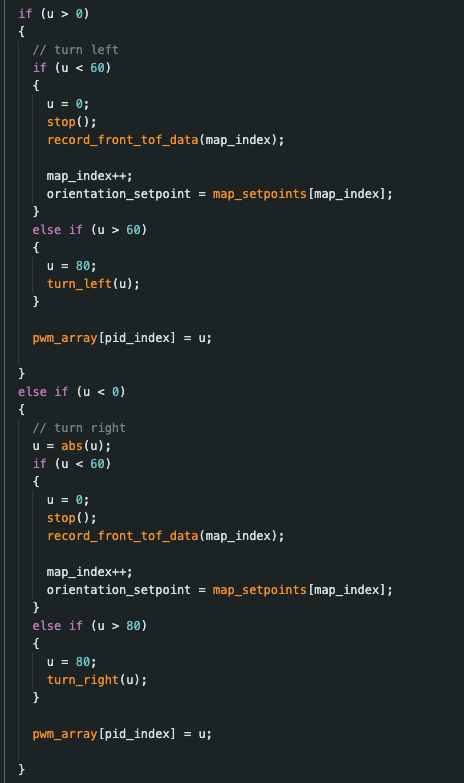 if (u > 0)
{
  // turn left
  if (u < 60)
  {
    u = 0;
    stop();
    record_front_tof_data(map_index);

    map_index++;
    orientation_setpoint = map_setpoints[map_index];
  }
  else if (u > 60)
  {
    u = 80;
    turn_left(u);
  }

  pwm_array[pid_index] = u;

}
else if (u < 0)
{
  // turn right
  u = abs(u);
  if (u < 60)
  {
    u = 0;
    stop();
    record_front_tof_data(map_index);

    map_index++;
    orientation_setpoint = map_setpoints[map_index];
  }
  else if (u > 80)
  {
    u = 80;
    turn_right(u);
  }

  pwm_array[pid_index] = u;

}